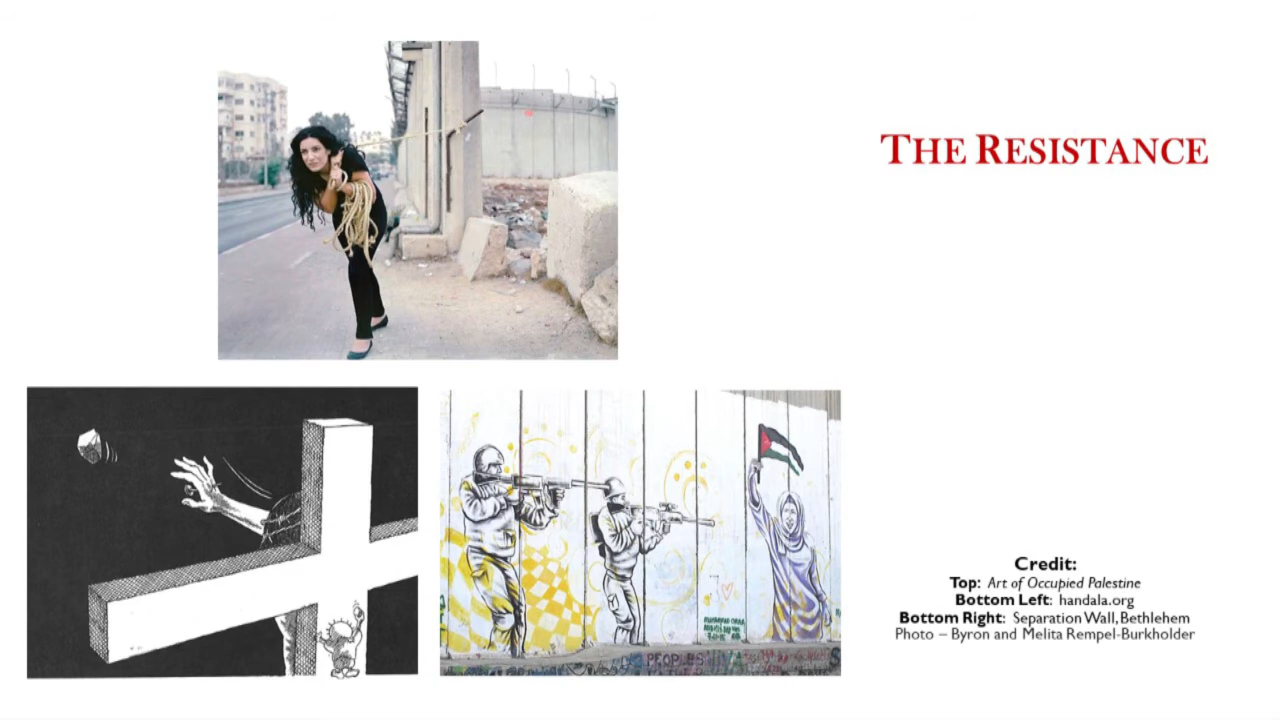 THE RESISTANCE
Credit:
Top: Art of Occupied Palestine
Bottom Left: handala.org
Bottom Right: Separation Wall, Bethlehem
Photo – Byron and Melita Rempel-Burkholder
PEOPLES